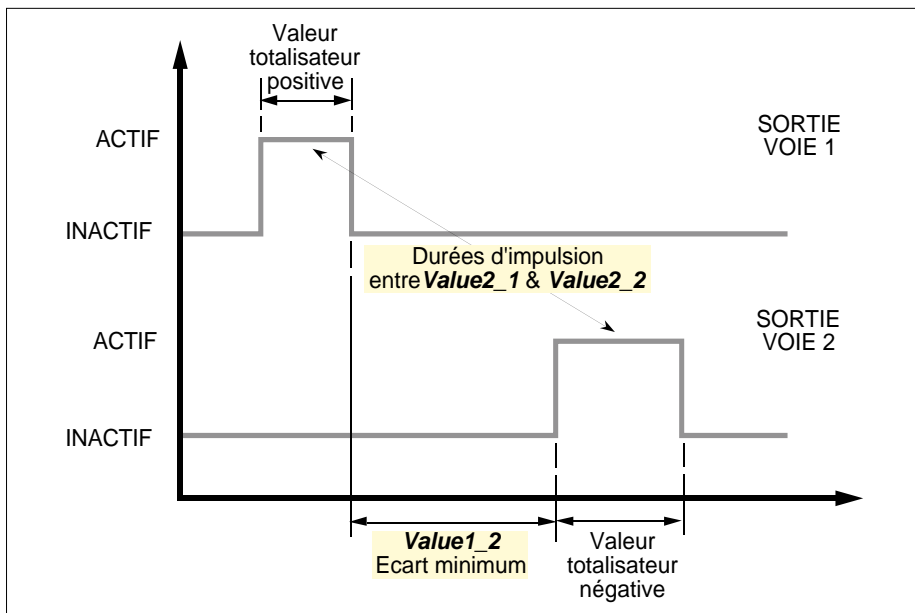 Valeur
totalisateur
positive
ACTIF
SORTIE
VOIE 1
INACTIF
Durées d'impulsion
entre Value2_1 & Value2_2
ACTIF
SORTIE
VOIE 2
INACTIF
Value1_2
Ecart minimum
Valeur
totalisateur
négative